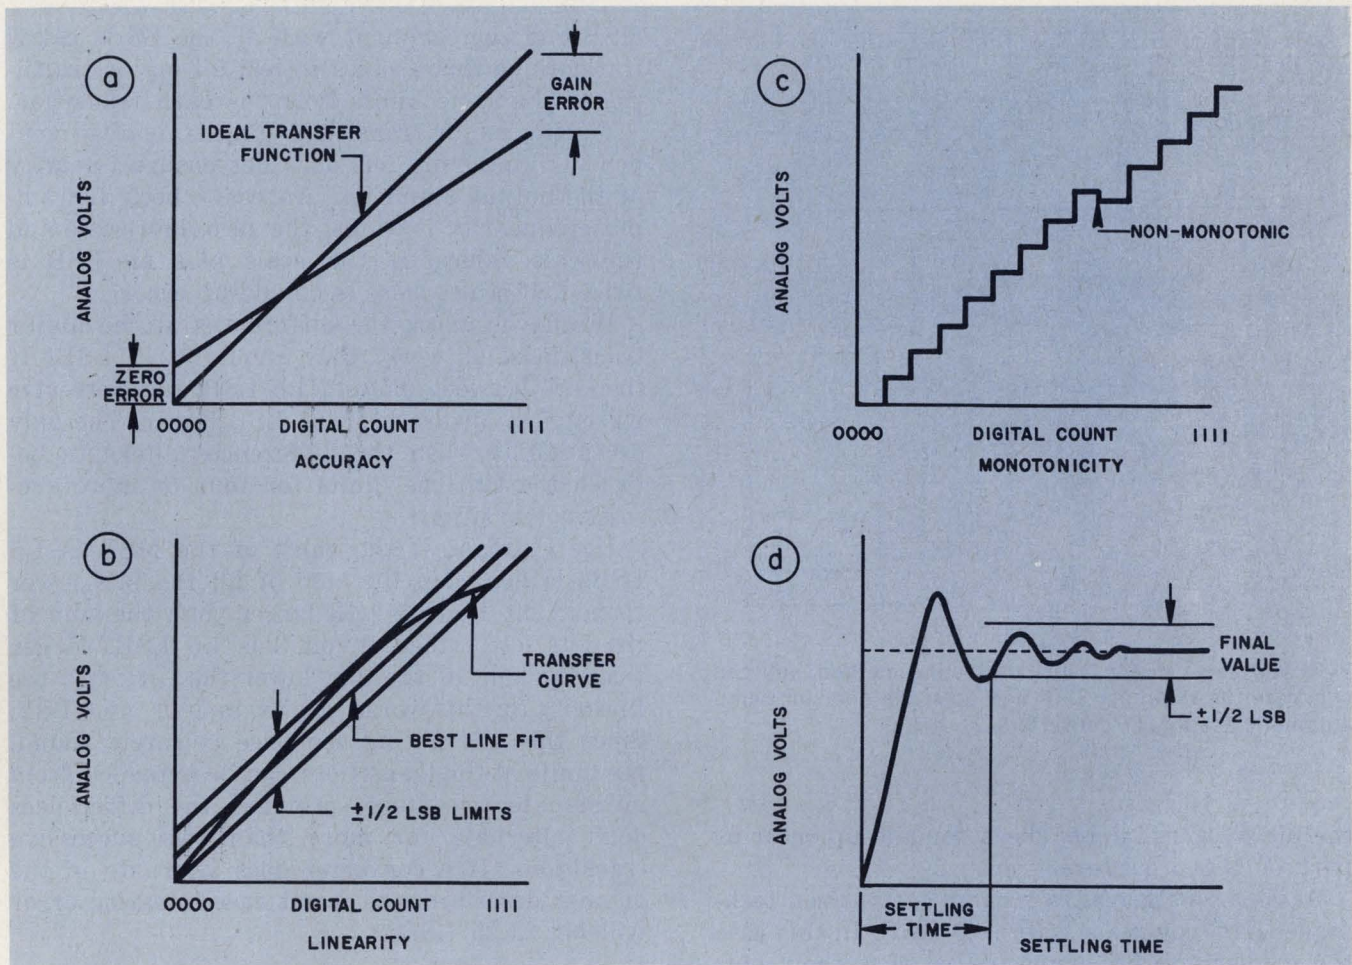 a
GAIN
ERROR
IDEAL TRANSFER
FUNCTION
ANALOG VOLTS
ZERO
ERROR
0000 DIGITAL COUNT 1111
ACCURACY
b
TRANSFER
CURVE
BEST LINE FIT
±1/2 LSB LIMITS
ANALOG VOLTS
0000 DIGITAL COUNT 1111
LINEARITY
c
ANALOG VOLTS
NON-MONOTONIC
0000 DIGITAL COUNT 1111
MONOTONICITY
d
FINAL
VALUE
±1/2 LSB
ANALOG VOLTS
SETTLING
TIME
SETTLING TIME